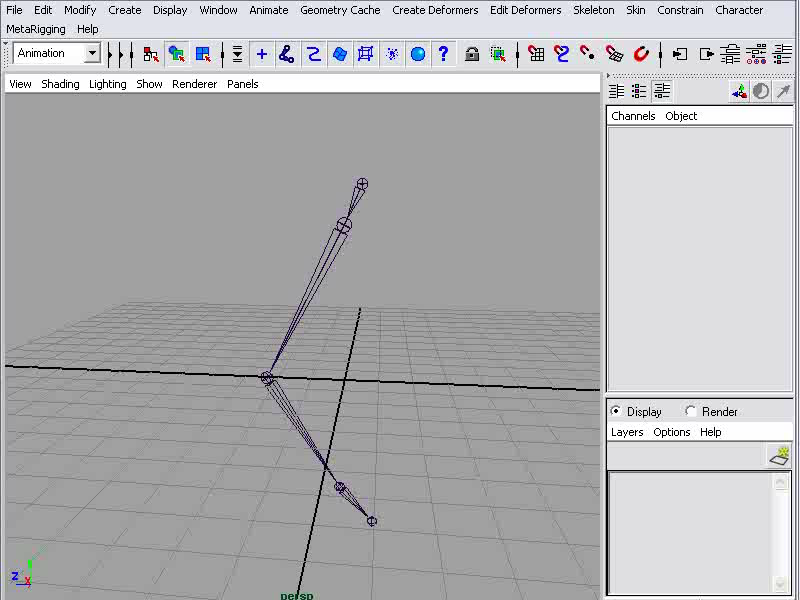 File Edit Modify Create Display Window Animate Geometry Cache Create Deformers Edit Deformers Skeleton Skin Constrain Character
MetaRigging Help
Animation
?
View Shading Lighting Show Renderer Panels
Channels Object
Display Render
Layers Options Help
z x
persp